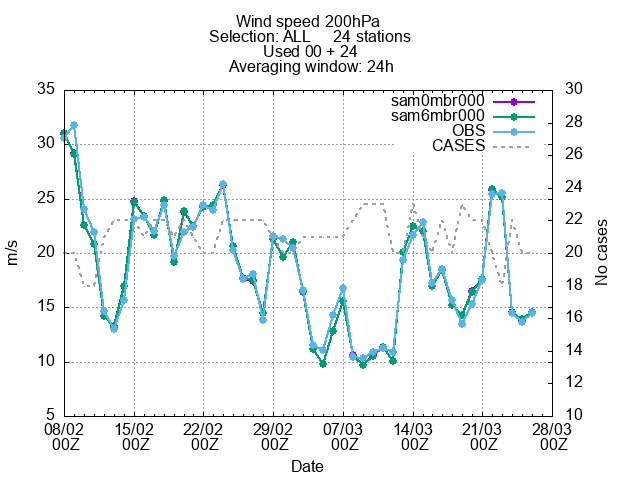 Wind speed 200hPa
Selection: ALL 24 stations
Used 00 + 24
Averaging window: 24h
sam0mbr000
sam6mbr000
OBS
CASES
35
30
25
20
15
10
5
m/s
30
28
26
24
22
20
18
16
14
12
10
No cases
08/02 15/02 22/02 29/02 07/03 14/03 21/03 28/03
00Z 00Z 00Z 00Z 00Z 00Z 00Z 00Z
Date